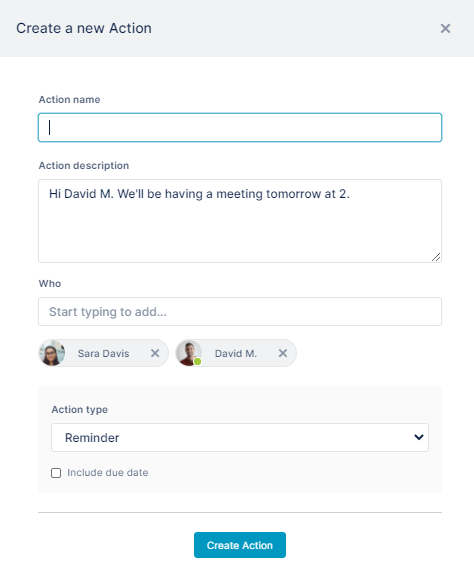 Create a new Action
Action name
Action description
Hi David M. We'll be having a meeting tomorrow at 2.
Who
Start typing to add...
Sara Davis
David M.
Action type
Reminder
Include due date
Create Action